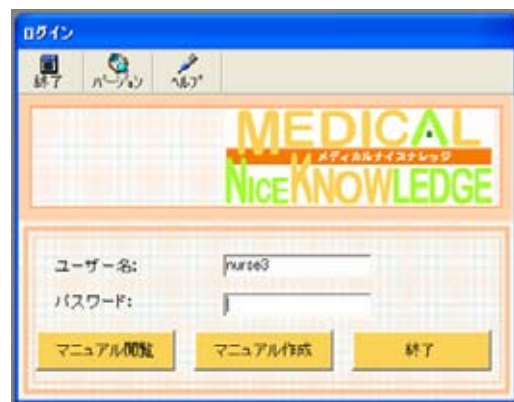 ログイン
終了 バージョン ヘルプ
MEDICAL
メディカルナイスナレッジ
NICE KNOWLEDGE
ユーザー名: nurse3
パスワード:
マニュアル閲覧 マニュアル作成 終了